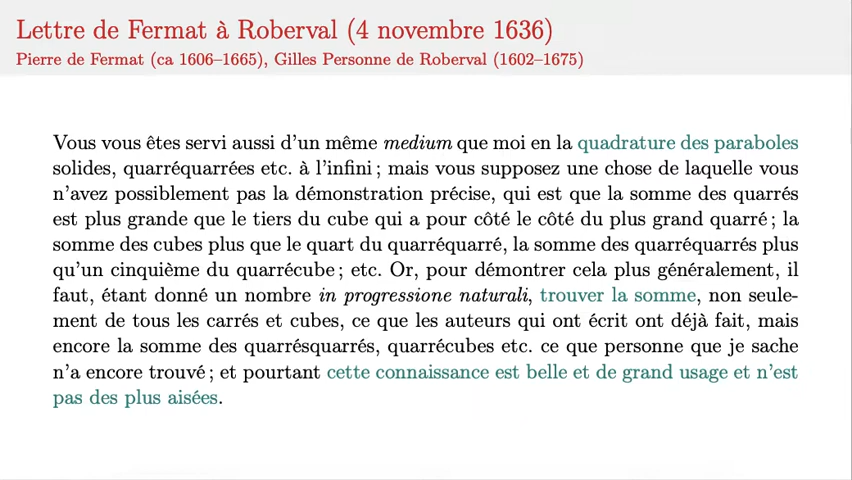 Lettre de Fermat à Roberval (4 novembre 1636)
Pierre de Fermat (ca 1606–1665), Gilles Personne de Roberval (1602–1675)
Vous vous êtes servi aussi d'un même medium que moi en la quadrature des paraboles
solides, quarréquarrées etc. à l'infini ; mais vous supposez une chose de laquelle vous
n'avez possiblement pas la démonstration précise, qui est que la somme des quarrés
est plus grande que le tiers du cube qui a pour côté le côté du plus grand quarré ; la
somme des cubes plus que le quart du quarréquarré, la somme des quarréquarrés plus
qu'un cinquième du quarrécube ; etc. Or, pour démontrer cela plus généralement, il
faut, étant donné un nombre in progressione naturali, trouver la somme, non seule-
ment de tous les carrés et cubes, ce que les auteurs qui ont écrit ont déjà fait, mais
encore la somme des quarrésquarrés, quarrécubes etc. ce que personne que je sache
n'a encore trouvé ; et pourtant cette connaissance est belle et de grand usage et n'est
pas des plus aisées.